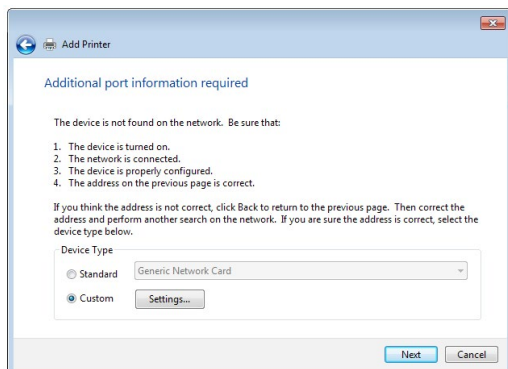 Add Printer
Additional port information required
The device is not found on the network. Be sure that:
1. The device is turned on.
2. The network is connected.
3. The device is properly configured.
4. The address on the previous page is correct.
If you think the address is not correct, click Back to return to the previous page. Then correct the
address and perform another search on the network. If you are sure the address is correct, select the
device type below.
Device Type
Standard Generic Network Card
Custom Settings...
Next Cancel